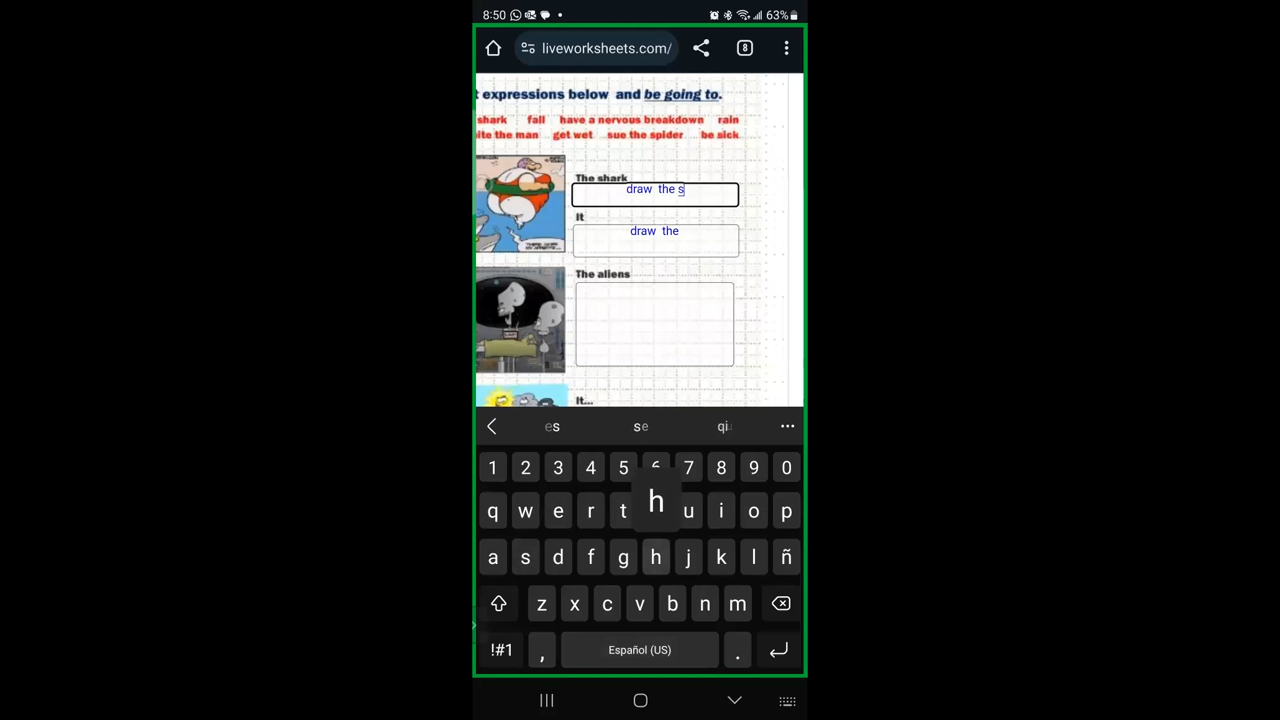 8:50 63%
liveworksheets.com/ 8
t expressions below and be going to.
shark fall have a nervous breakdown rain
ite the man get wet sue the spider be sick
The shark
draw the s
It
draw the
The aliens
It...
es se qu
1 2 3 4 5 6 7 8 9 0
q w e r t h u i o p
a s d f g h j k l ñ
z x c v b n m
!#1 , Español (US) .